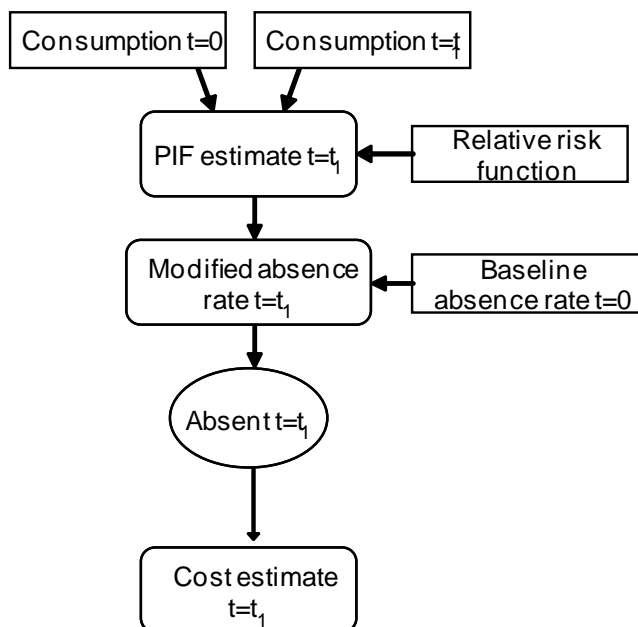 Consumption t=0
Consumption t=t₁
PIF estimate t=t₁
Relative risk
function
Modified absence
rate t=t₁
Baseline
absence rate t=0
Absent t=t₁
Cost estimate
t=t₁